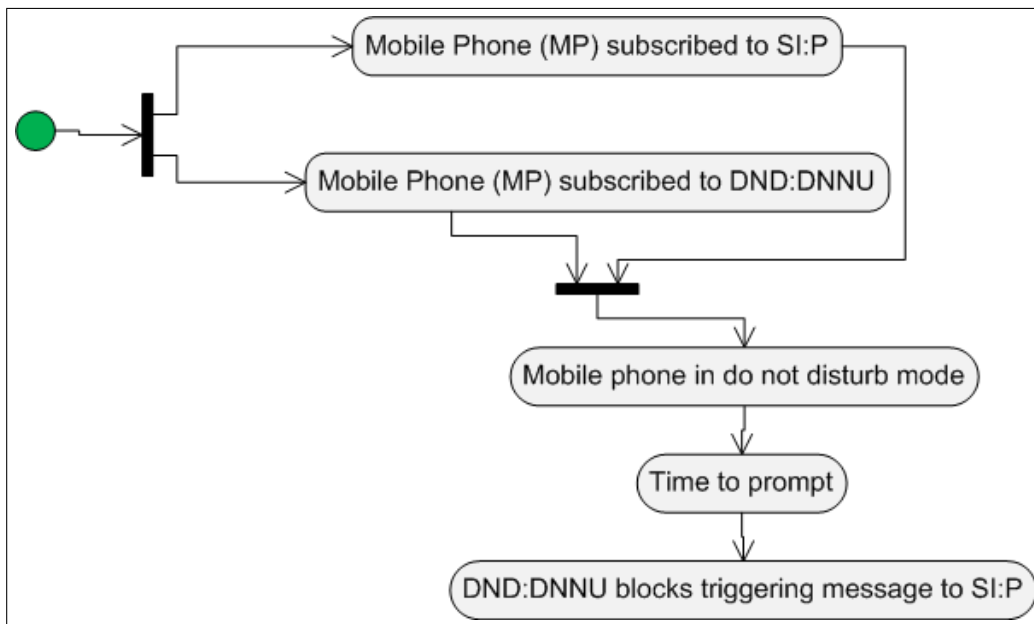 Mobile Phone (MP) subscribed to SI:P
Mobile Phone (MP) subscribed to DND:DNNU
Mobile phone in do not disturb mode
Time to prompt
DND:DNNU blocks triggering message to SI:P